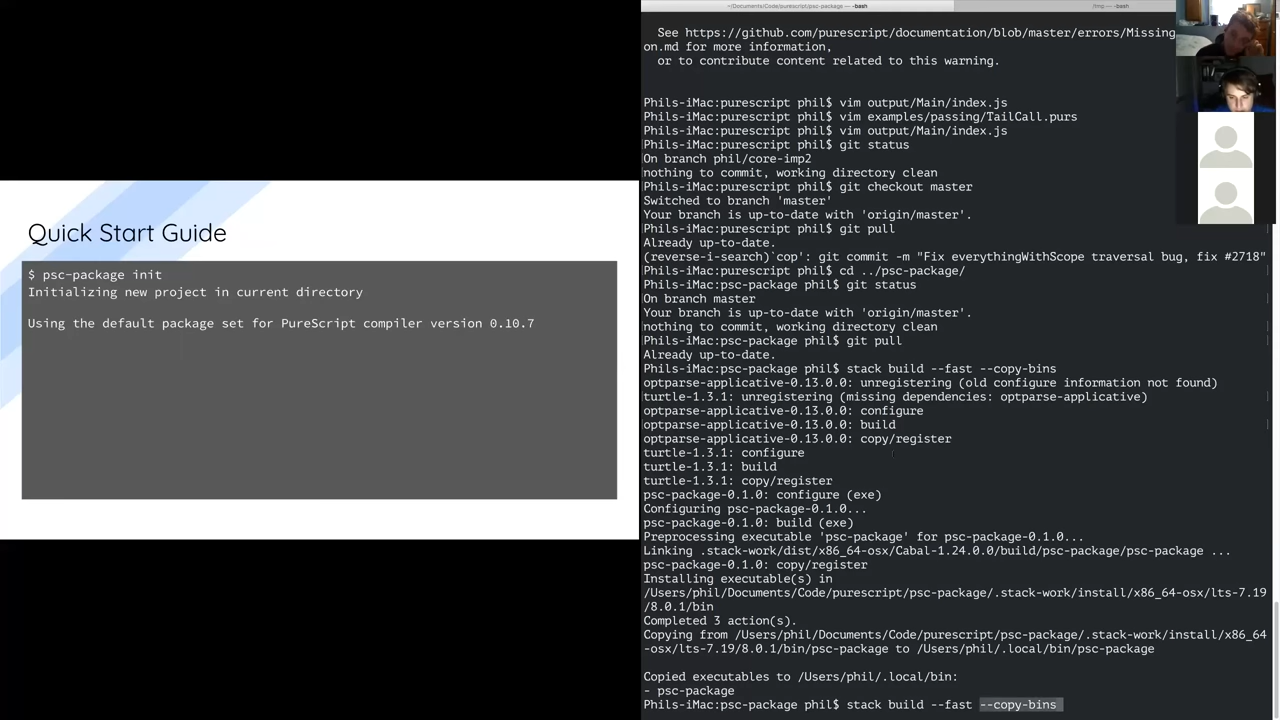 Quick Start Guide
$ psc-package init
Initializing new project in current directory
Using the default package set for PureScript compiler version 0.10.7
~/Documents/Code/purescript/psc-package — -bash
/tmp — -bash
See https://github.com/purescript/documentation/blob/master/errors/Missing
on.md for more information,
or to contribute content related to this warning.
Phils-iMac:purescript phil$ vim output/Main/index.js
Phils-iMac:purescript phil$ vim examples/passing/TailCall.purs
Phils-iMac:purescript phil$ vim output/Main/index.js
Phils-iMac:purescript phil$ git status
On branch phil/core-imp2
nothing to commit, working directory clean
Phils-iMac:purescript phil$ git checkout master
Switched to branch 'master'
Your branch is up-to-date with 'origin/master'.
Phils-iMac:purescript phil$ git pull
Already up-to-date.
(reverse-i-search)`cop': git commit -m "Fix everythingWithScope traversal bug, fix #2718"
Phils-iMac:purescript phil$ cd ../psc-package/
Phils-iMac:psc-package phil$ git status
On branch master
Your branch is up-to-date with 'origin/master'.
nothing to commit, working directory clean
Phils-iMac:psc-package phil$ git pull
Already up-to-date.
Phils-iMac:psc-package phil$ stack build --fast --copy-bins
optparse-applicative-0.13.0.0: unregistering (old configure information not found)
turtle-1.3.1: unregistering (missing dependencies: optparse-applicative)
optparse-applicative-0.13.0.0: configure
optparse-applicative-0.13.0.0: build
optparse-applicative-0.13.0.0: copy/register
turtle-1.3.1: configure
turtle-1.3.1: build
turtle-1.3.1: copy/register
psc-package-0.1.0: configure (exe)
Configuring psc-package-0.1.0...
psc-package-0.1.0: build (exe)
Preprocessing executable 'psc-package' for psc-package-0.1.0...
Linking .stack-work/dist/x86_64-osx/Cabal-1.24.0.0/build/psc-package/psc-package ...
psc-package-0.1.0: copy/register
Installing executable(s) in
/Users/phil/Documents/Code/purescript/psc-package/.stack-work/install/x86_64-osx/lts-7.19
/8.0.1/bin
Completed 3 action(s).
Copying from /Users/phil/Documents/Code/purescript/psc-package/.stack-work/install/x86_64
-osx/lts-7.19/8.0.1/bin/psc-package to /Users/phil/.local/bin/psc-package
Copied executables to /Users/phil/.local/bin:
- psc-package
Phils-iMac:psc-package phil$ stack build --fast --copy-bins